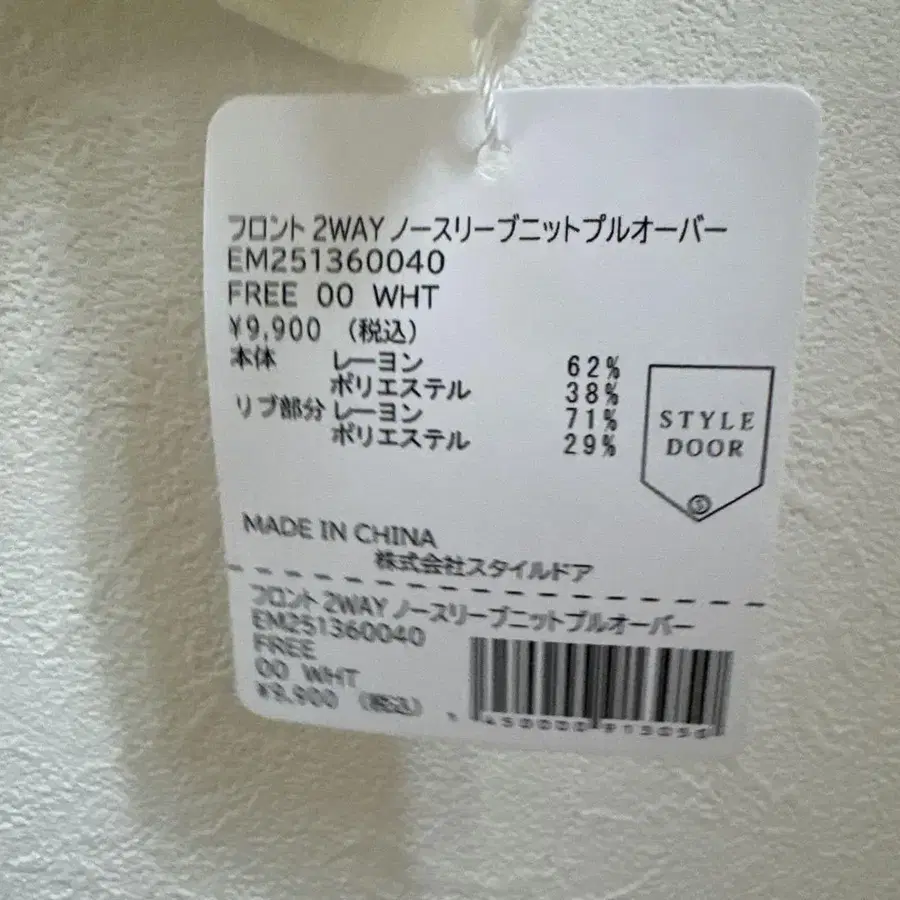 フロント 2WAY ノースリーブニットプルオーバー
EM251360040
FREE 00 WHT
¥9,900 (税込)
本体 レーヨン 62%
ポリエステル 38%
リブ部分 レーヨン 71%
ポリエステル 29%
STYLE
DOOR
MADE IN CHINA
株式会社スタイルドア
フロント 2WAY ノースリーブニットプルオーバー
EM251360040
FREE
00 WHT
¥9,900 (税込)